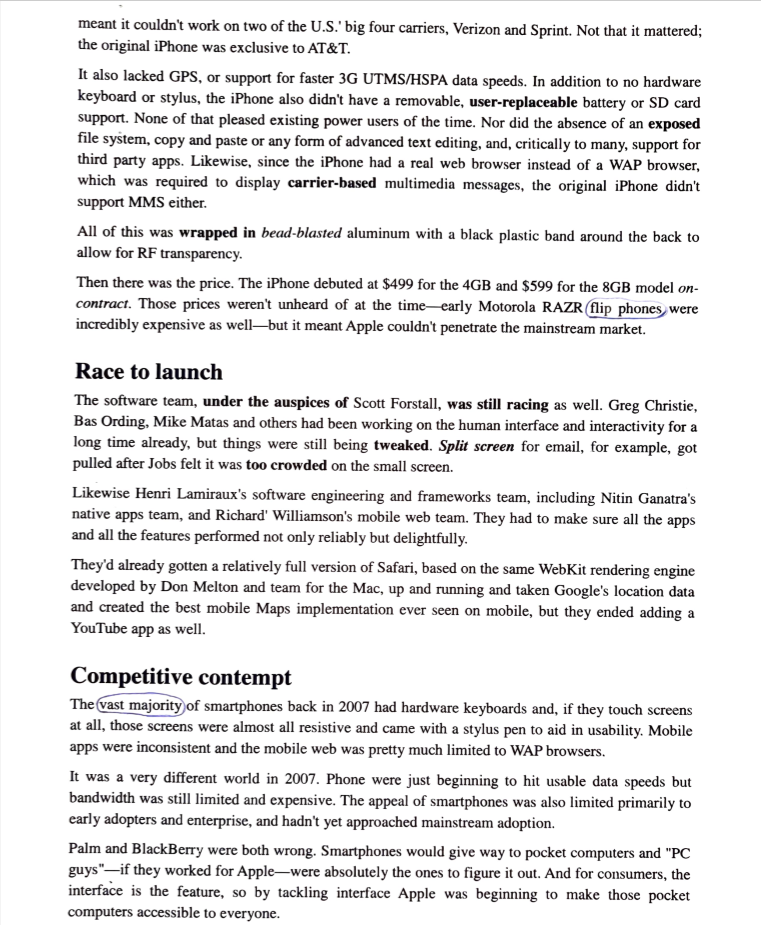 meant it couldn't work on two of the U.S.' big four carriers, Verizon and Sprint. Not that it mattered;
the original iPhone was exclusive to AT&T.
It also lacked GPS, or support for faster 3G UTMS/HSPA data speeds. In addition to no hardware
keyboard or stylus, the iPhone also didn't have a removable, user-replaceable battery or SD card
support. None of that pleased existing power users of the time. Nor did the absence of an exposed
file system, copy and paste or any form of advanced text editing, and, critically to many, support for
third party apps. Likewise, since the iPhone had a real web browser instead of a WAP browser,
which was required to display carrier-based multimedia messages, the original iPhone didn't
support MMS either.
All of this was wrapped in bead-blasted aluminum with a black plastic band around the back to
allow for RF transparency.
Then there was the price. The iPhone debuted at $499 for the 4GB and $599 for the 8GB model on-
contract. Those prices weren't unheard of at the time—early Motorola RAZR flip phones were
incredibly expensive as well—but it meant Apple couldn't penetrate the mainstream market.
Race to launch
The software team, under the auspices of Scott Forstall, was still racing as well. Greg Christie,
Bas Ording, Mike Matas and others had been working on the human interface and interactivity for a
long time already, but things were still being tweaked. Split screen for email, for example, got
pulled after Jobs felt it was too crowded on the small screen.
Likewise Henri Lamiraux's software engineering and frameworks team, including Nitin Ganatra's
native apps team, and Richard' Williamson's mobile web team. They had to make sure all the apps
and all the features performed not only reliably but delightfully.
They'd already gotten a relatively full version of Safari, based on the same WebKit rendering engine
developed by Don Melton and team for the Mac, up and running and taken Google's location data
and created the best mobile Maps implementation ever seen on mobile, but they ended adding a
YouTube app as well.
Competitive contempt
The vast majority of smartphones back in 2007 had hardware keyboards and, if they touch screens
at all, those screens were almost all resistive and came with a stylus pen to aid in usability. Mobile
apps were inconsistent and the mobile web was pretty much limited to WAP browsers.
It was a very different world in 2007. Phone were just beginning to hit usable data speeds but
bandwidth was still limited and expensive. The appeal of smartphones was also limited primarily to
early adopters and enterprise, and hadn't yet approached mainstream adoption.
Palm and BlackBerry were both wrong. Smartphones would give way to pocket computers and "PC
guys"—if they worked for Apple—were absolutely the ones to figure it out. And for consumers, the
interface is the feature, so by tackling interface Apple was beginning to make those pocket
computers accessible to everyone.